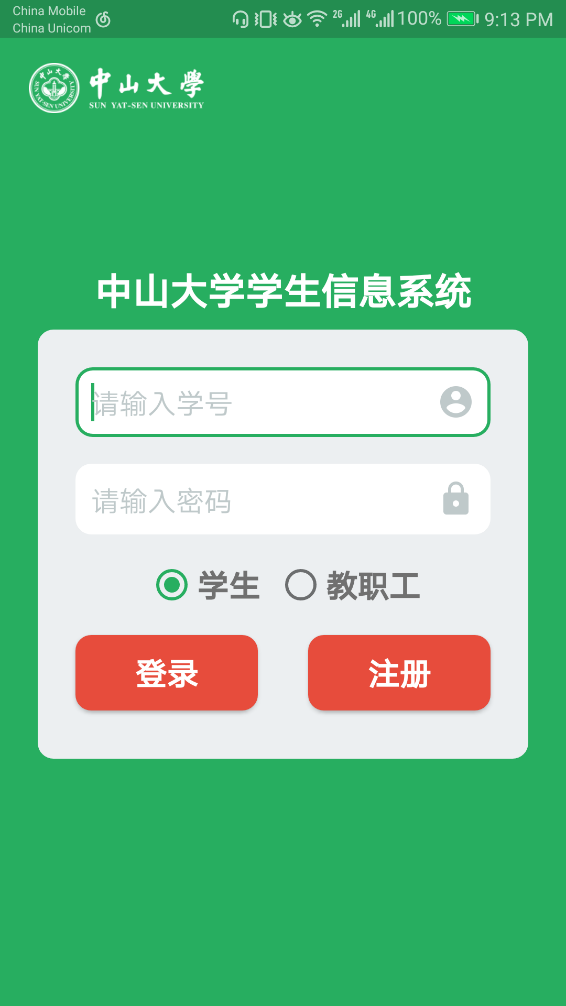 China Mobile
China Unicom
2G
4G
100%
9:13 PM
中山大學
SUN YAT-SEN UNIVERSITY
中山大学学生信息系统
请输入学号
请输入密码
学生
教职工
登录
注册